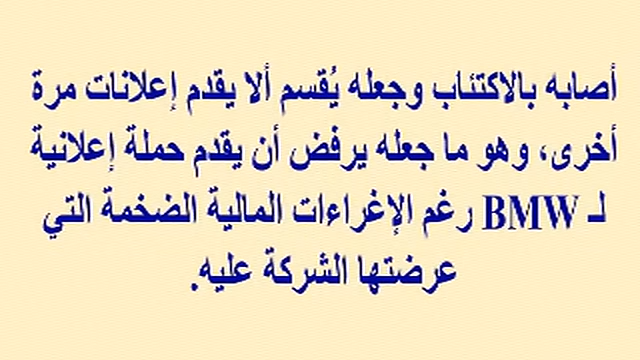 أصابه بالاكتئاب وجعله يُقسم ألا يقدم إعلانات مرة
أخرى، وهو ما جعله يرفض أن يقدم حملة إعلانية
لـ BMW رغم الإغراءات المالية الضخمة التي
عرضتها الشركة عليه.